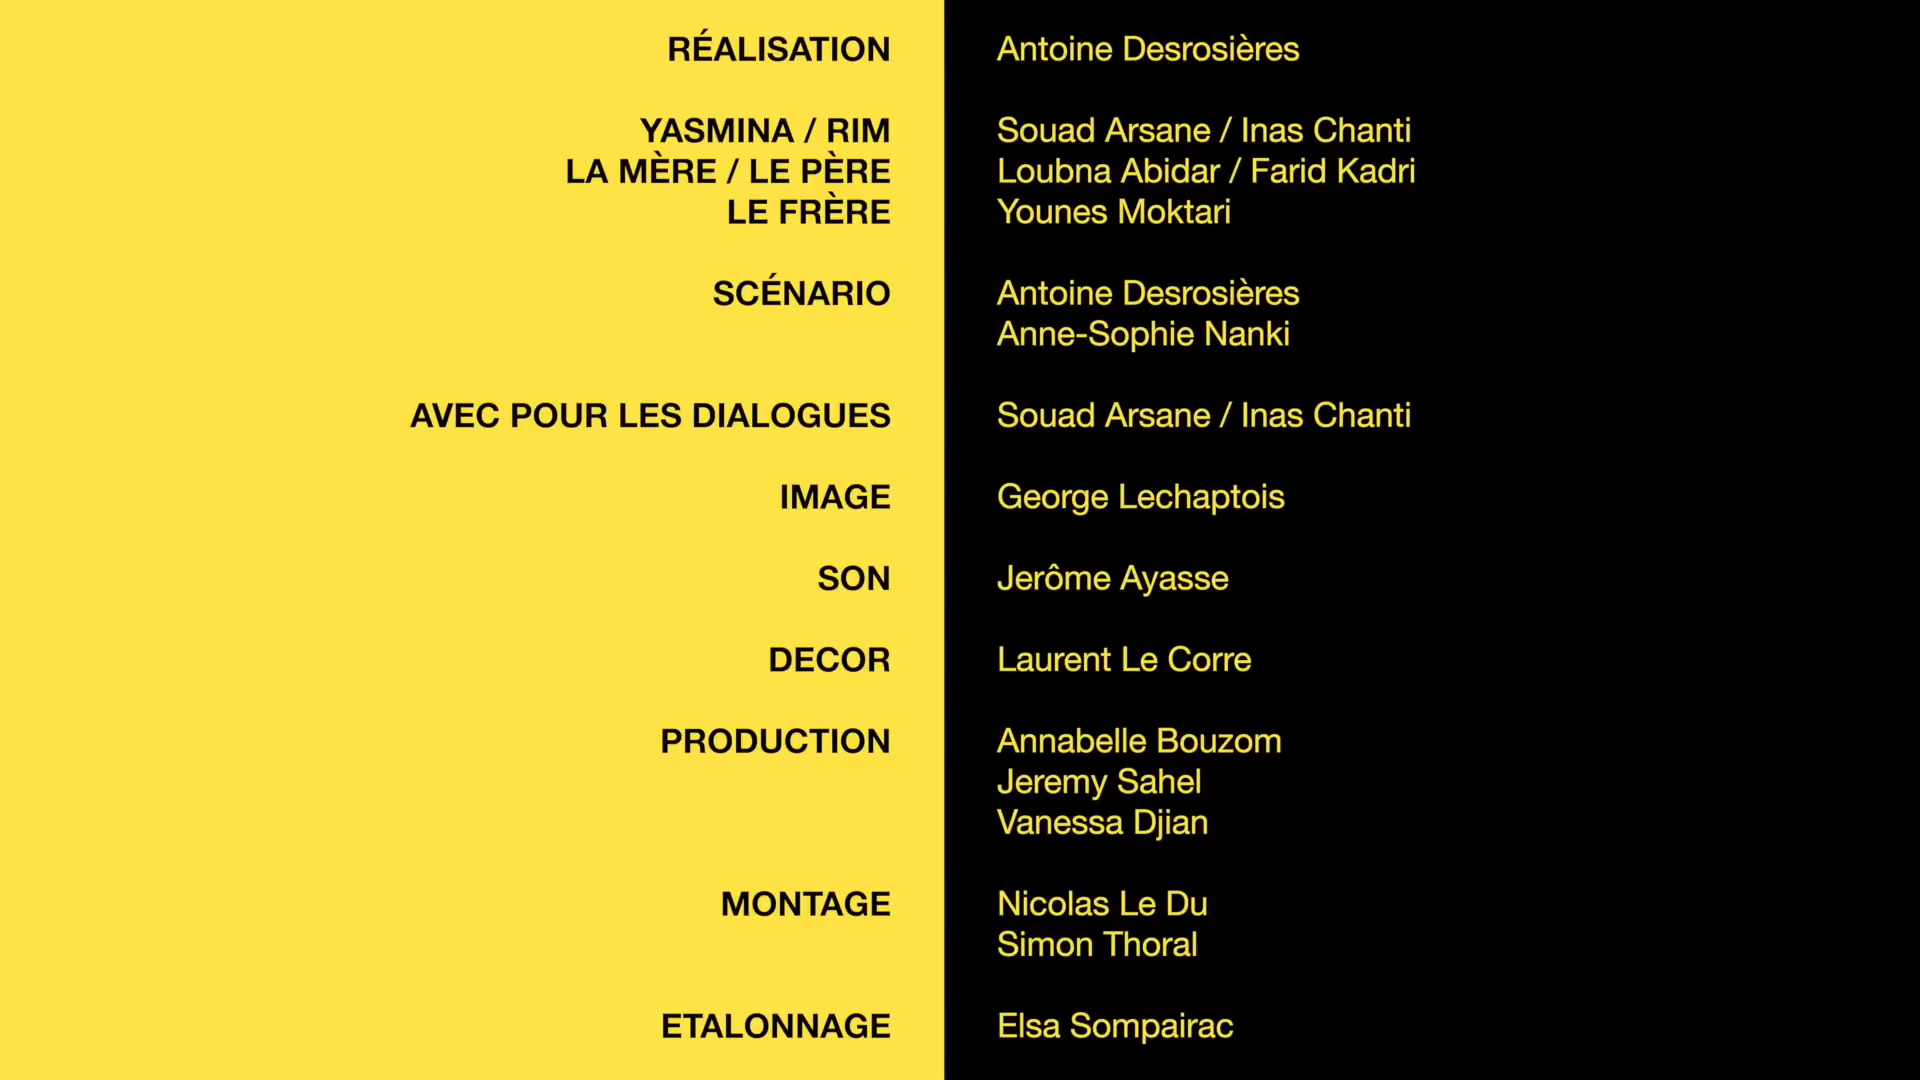 RÉALISATION Antoine Desrosières
YASMINA / RIM Souad Arsane / Inas Chanti
LA MÈRE / LE PÈRE Loubna Abidar / Farid Kadri
LE FRÈRE Younes Moktari
SCÉNARIO Antoine Desrosières
Anne-Sophie Nanki
AVEC POUR LES DIALOGUES Souad Arsane / Inas Chanti
IMAGE George Lechaptois
SON Jerôme Ayasse
DECOR Laurent Le Corre
PRODUCTION Annabelle Bouzom
Jeremy Sahel
Vanessa Djian
MONTAGE Nicolas Le Du
Simon Thoral
ETALONNAGE Elsa Sompairac